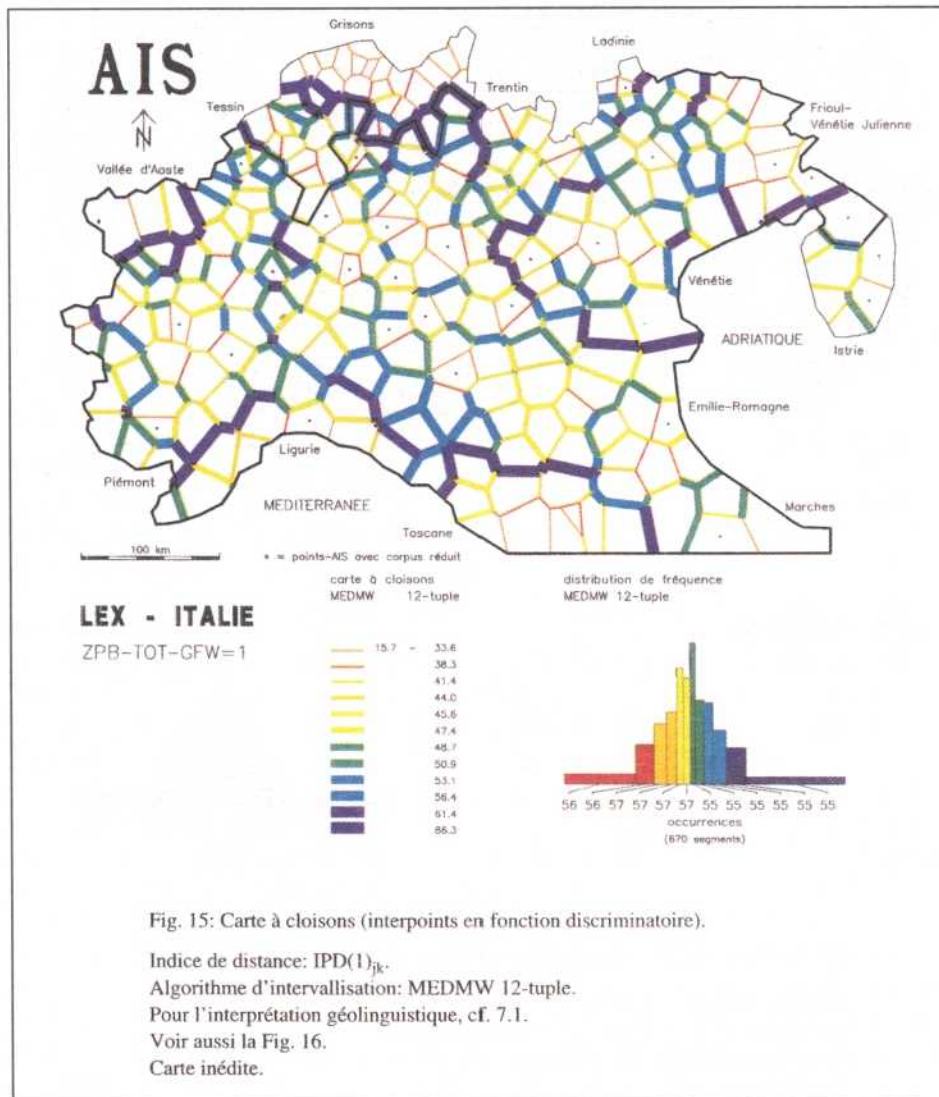 Grisons
AIS
Ladinie
Trentin
Tessin
Frioul-
Vénétie Julienne
N
Vallée d'Aoste
Vénétie
ADRIATIQUE
Istrie
Emilie-Romagne
Ligurie
Piémont
MEDITERRANEE
Marches
Toscane
100 km
* = points-AIS avec corpus réduit
carte à cloisons
MEDMW 12-tuple
distribution de fréquence
MEDMW 12-tuple
LEX - ITALIE
ZPB-TOT-GFW=1
15.7 - 33.6
38.3
41.4
44.0
45.6
47.4
48.7
50.9
53.1
56.4
61.4
86.3
56 56 57 57 57 57 55 55 55 55 55 55
occurrences
(670 segments)
Fig. 15: Carte à cloisons (interpoints en fonction discriminatoire).
Indice de distance: IPD(1)jk.
Algorithme d'intervallisation: MEDMW 12-tuple.
Pour l'interprétation géolinguistique, cf. 7.1.
Voir aussi la Fig. 16.
Carte inédite.